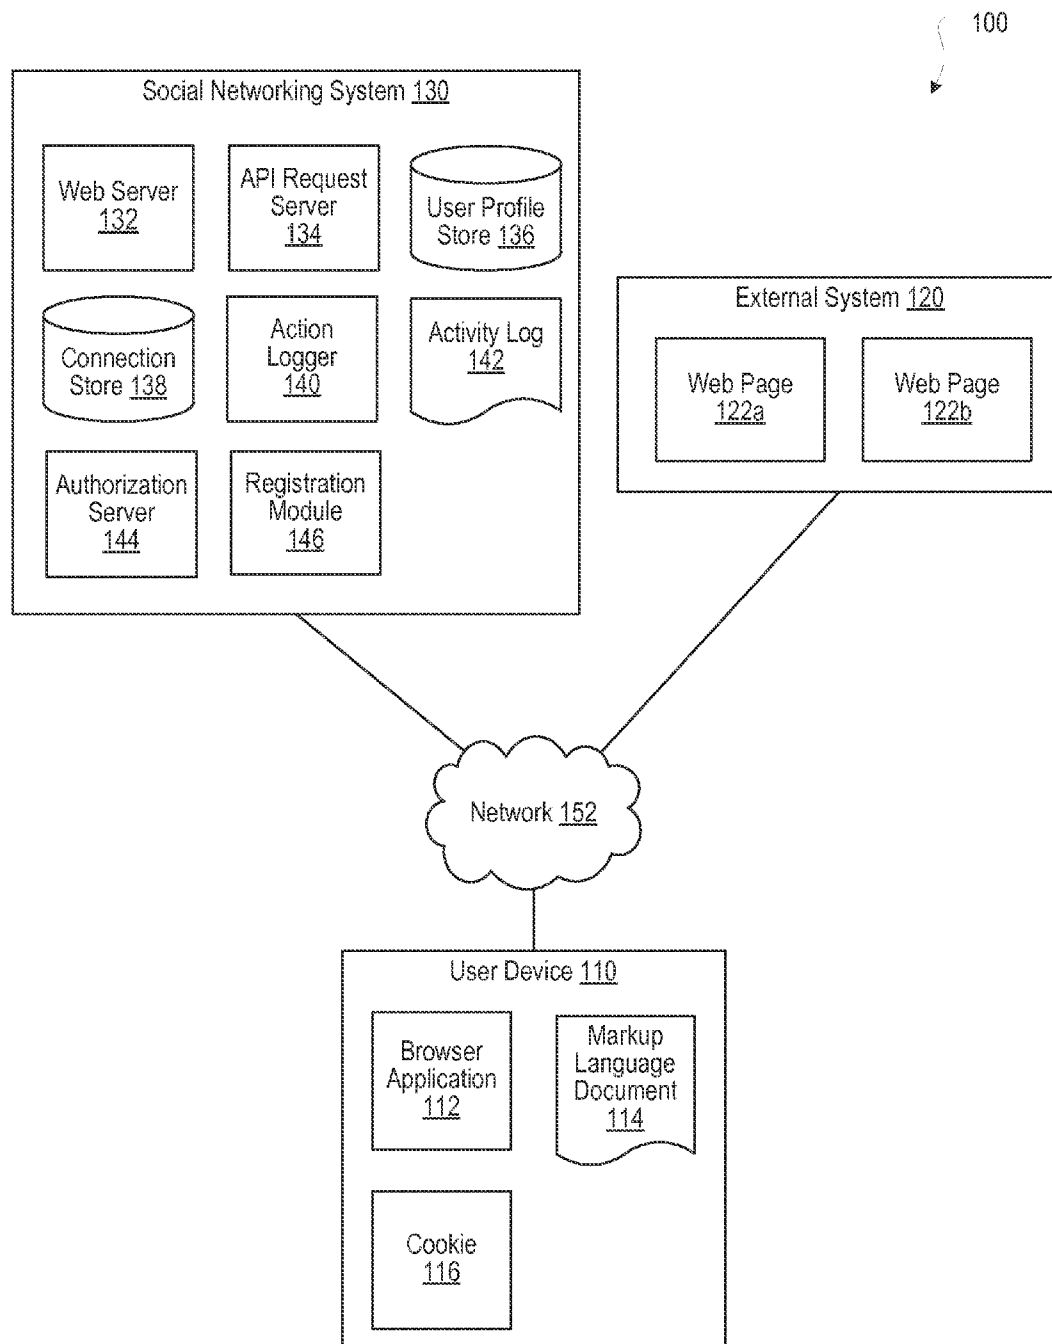 100
Social Networking System 130
Web Server
132
API Request
Server
134
User Profile
Store 136
Connection
Store 138
Action
Logger
140
Activity Log
142
Authorization
Server
144
Registration
Module
146
External System 120
Web Page
122a
Web Page
122b
Network 152
User Device 110
Browser
Application
112
Markup
Language
Document
114
Cookie
116